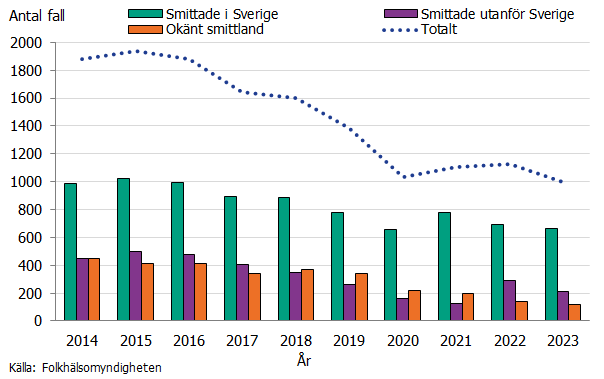 Antal fall
Smittade i Sverige
Smittade utanför Sverige
Okänt smittland
Totalt
2000
1800
1600
1400
1200
1000
800
600
400
200
0
2014 2015 2016 2017 2018 2019 2020 2021 2022 2023
År
Källa: Folkhälsomyndigheten